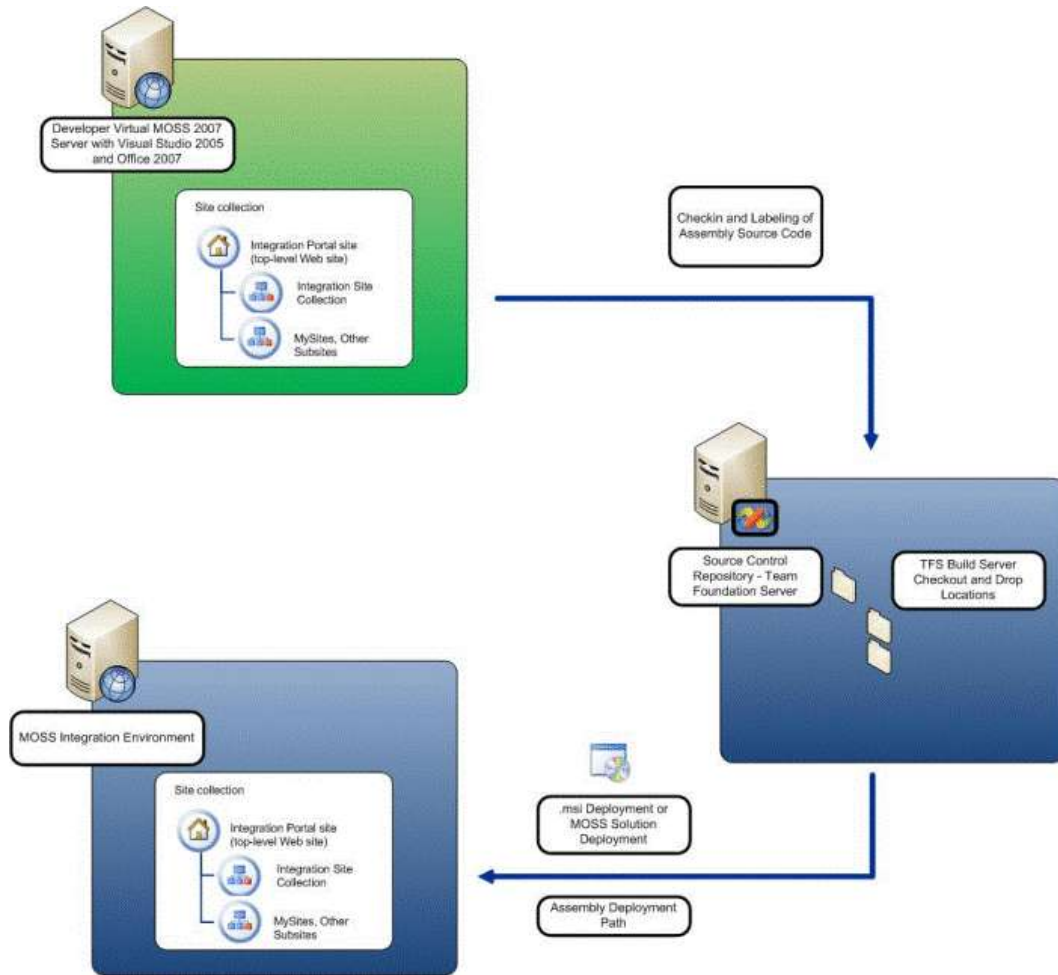 Developer Virtual MOSS 2007
Server with Visual Studio 2005
and Office 2007
Site collection
Integration Portal site
(top-level Web site)
Integration Site
Collection
MySites, Other
Subsites
Checkin and Labeling of
Assembly Source Code
Source Control
Repository - Team
Foundation Server
TFS Build Server
Checkout and Drop
Locations
MOSS Integration Environment
Site collection
Integration Portal site
(top-level Web site)
Integration Site
Collection
MySites, Other
Subsites
.msi Deployment or
MOSS Solution
Deployment
Assembly Deployment
Path